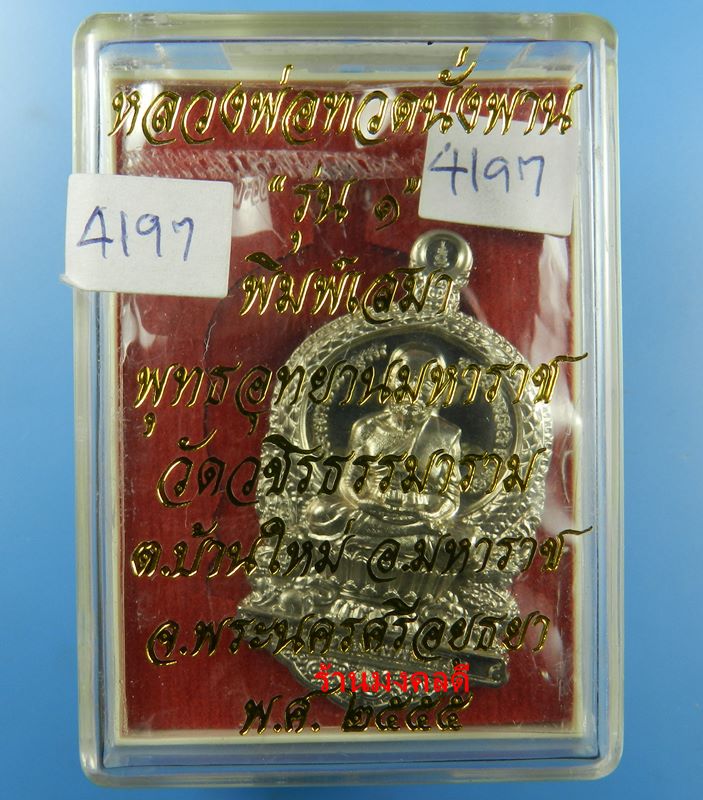 หลวงพ่อทวดนั่งพาน
4197
"รุ่น ๑"
4197
พิมพ์เสมา
พุทธอุทยานมหาราช
วัดวชิรธรรมาราม
ต.บ้านใหม่ อ.มหาราช
จ.พระนครศรีอยุธยา
ร้านมงคลดี
พ.ศ. ๒๕๕๕